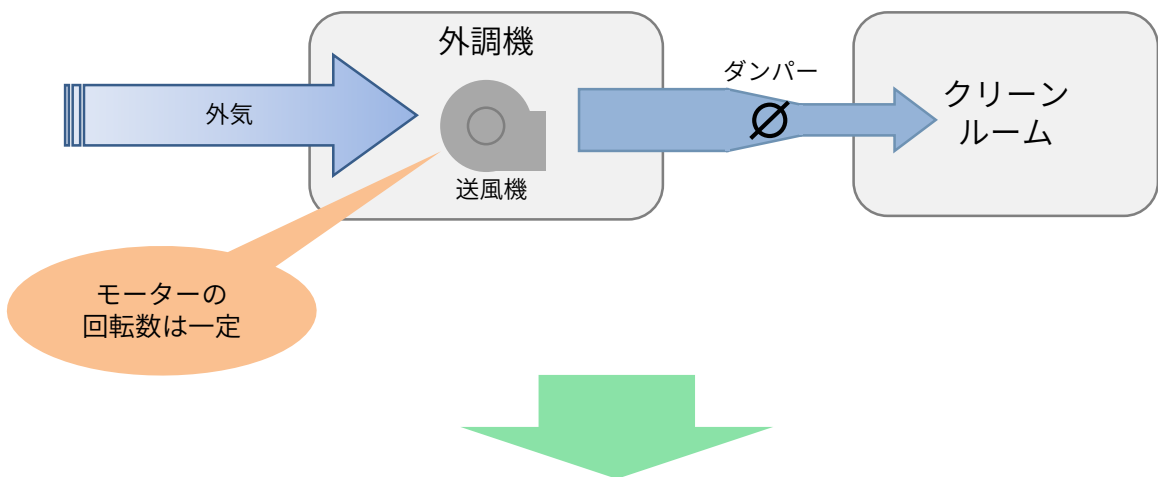 外調機
ダンパー
外気
クリーン
ルーム
送風機
モーターの
回転数は一定